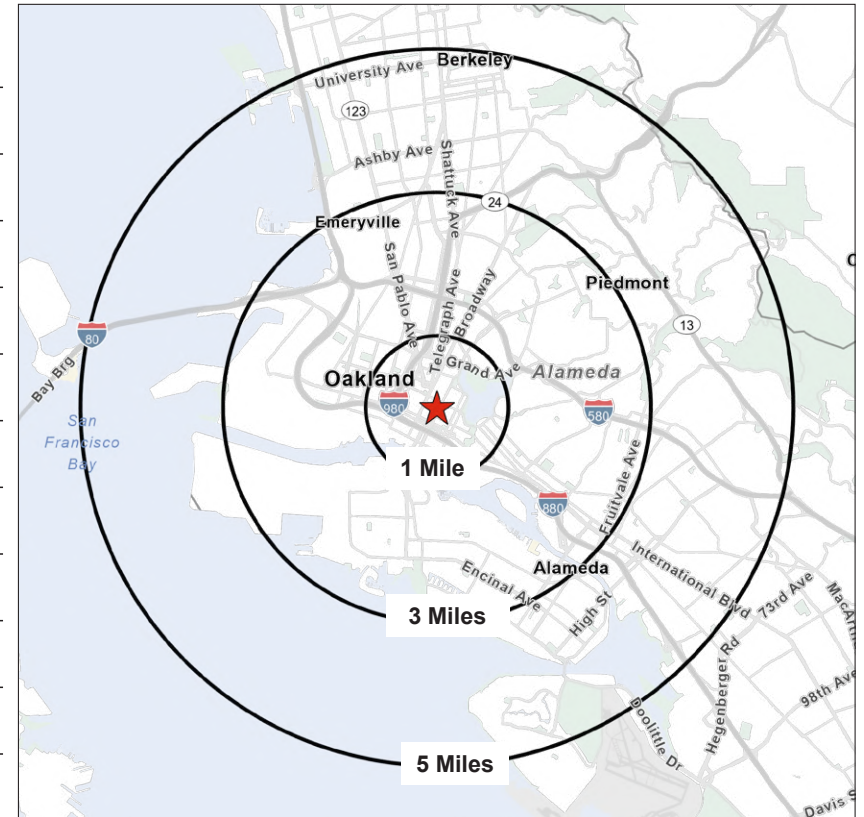 Berkeley
University Ave
123
Ashby Ave
Shattuck Ave
24
Emeryville
San Pablo Ave
Telegraph Ave
Broadway
Piedmont
13
80
Bay Brg
Grand Ave
Alameda
Oakland
980
580
San
Francisco
Bay
1 Mile
880
Fruitvale Ave
Alameda
International Blvd
Encinal Ave
High St
73rd Ave
3 Miles
Hegenberger Rd
98th Ave
Doolittle Dr
5 Miles
Davis S